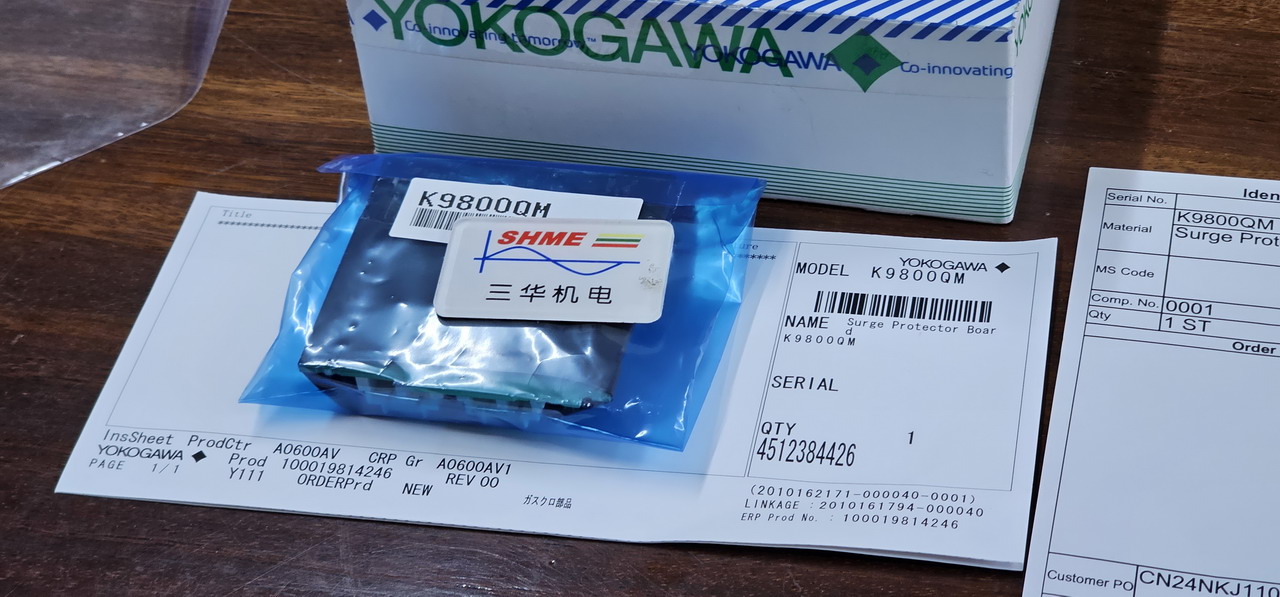 YOKOGAWA
Co-innovating tomorrow™
YOKOGAWA
Co-innovating
K9800QM
SHME
三华机电
Title
*****
YOKOGAWA
MODEL K9800QM
NAME Surge Protector Boar
d
K9800QM
SERIAL
QTY 1
4512384426
InsSheet ProdCtr A0600AV CRP Gr A0600AV1
YOKOGAWA Prod 100019814246 REV 00
PAGE 1/1 Y111 ORDERPrd NEW
ガスクロ部品
(2010162171-000040-0001)
LINKAGE : 2010161794-000040
ERP Prod No. : 100019814246
Iden
Serial No.
Material K9800QM
Surge Prot
MS Code
Comp. No. 0001
Qty 1 ST
Order
Customer PO CN24NKJ110